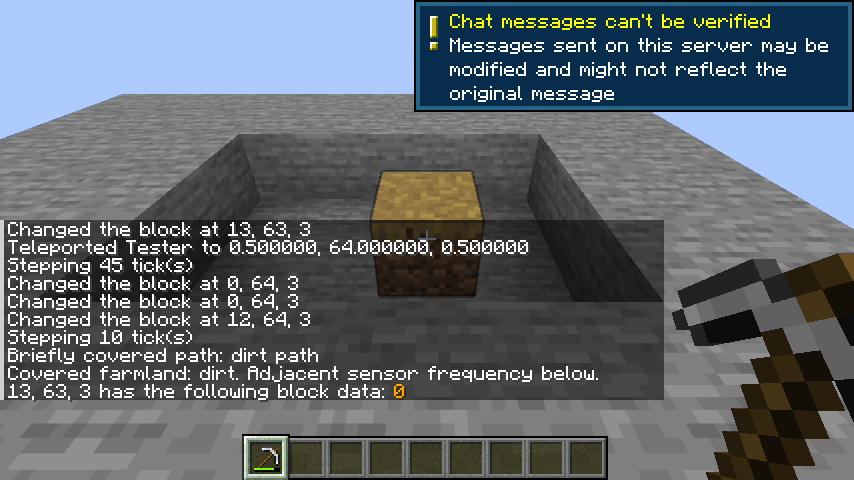 Chat messages can't be verified
Messages sent on this server may be
modified and might not reflect the
original message
Changed the block at 13, 63, 3
Teleported Tester to 0.500000, 64.000000, 0.500000
Stepping 45 tick(s)
Changed the block at 0, 64, 3
Changed the block at 0, 64, 3
Changed the block at 12, 64, 3
Stepping 10 tick(s)
Briefly covered path: dirt path
Covered farmland: dirt. Adjacent sensor frequency below.
13, 63, 3 has the following block data: 0